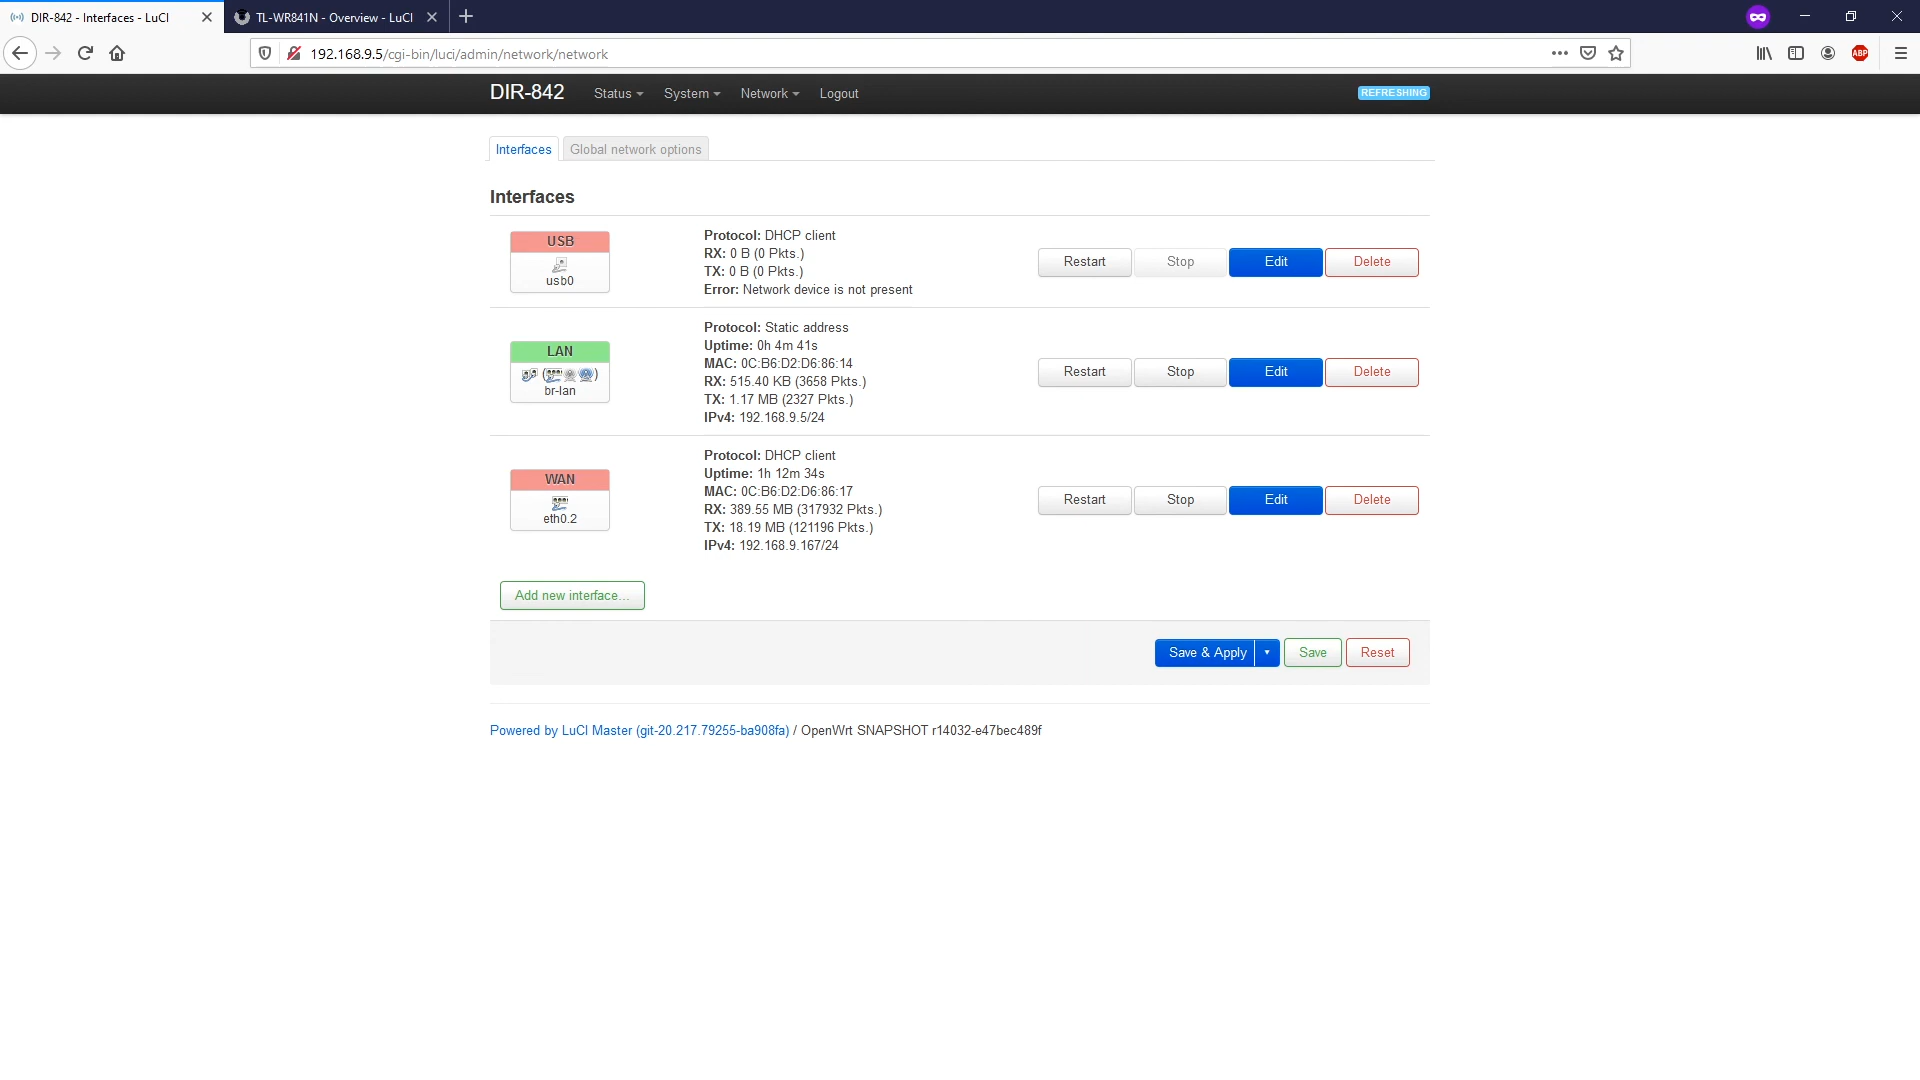 DIR-842 - Interfaces - LuCI
TL-WR841N - Overview - LuCI
192.168.9.5/cgi-bin/luci/admin/network/network
ABP
DIR-842 Status System Network Logout REFRESHING
Interfaces Global network options
Interfaces
USB
usb0
Protocol: DHCP client
RX: 0 B (0 Pkts.)
TX: 0 B (0 Pkts.)
Error: Network device is not present
Restart Stop Edit Delete
LAN
br-lan
Protocol: Static address
Uptime: 0h 4m 41s
MAC: 0C:B6:D2:D6:86:14
RX: 515.40 KB (3658 Pkts.)
TX: 1.17 MB (2327 Pkts.)
IPv4: 192.168.9.5/24
Restart Stop Edit Delete
WAN
eth0.2
Protocol: DHCP client
Uptime: 1h 12m 34s
MAC: 0C:B6:D2:D6:86:17
RX: 389.55 MB (317932 Pkts.)
TX: 18.19 MB (121196 Pkts.)
IPv4: 192.168.9.167/24
Restart Stop Edit Delete
Add new interface...
Save & Apply Save Reset
Powered by LuCI Master (git-20.217.79255-ba908fa) / OpenWrt SNAPSHOT r14032-e47bec489f